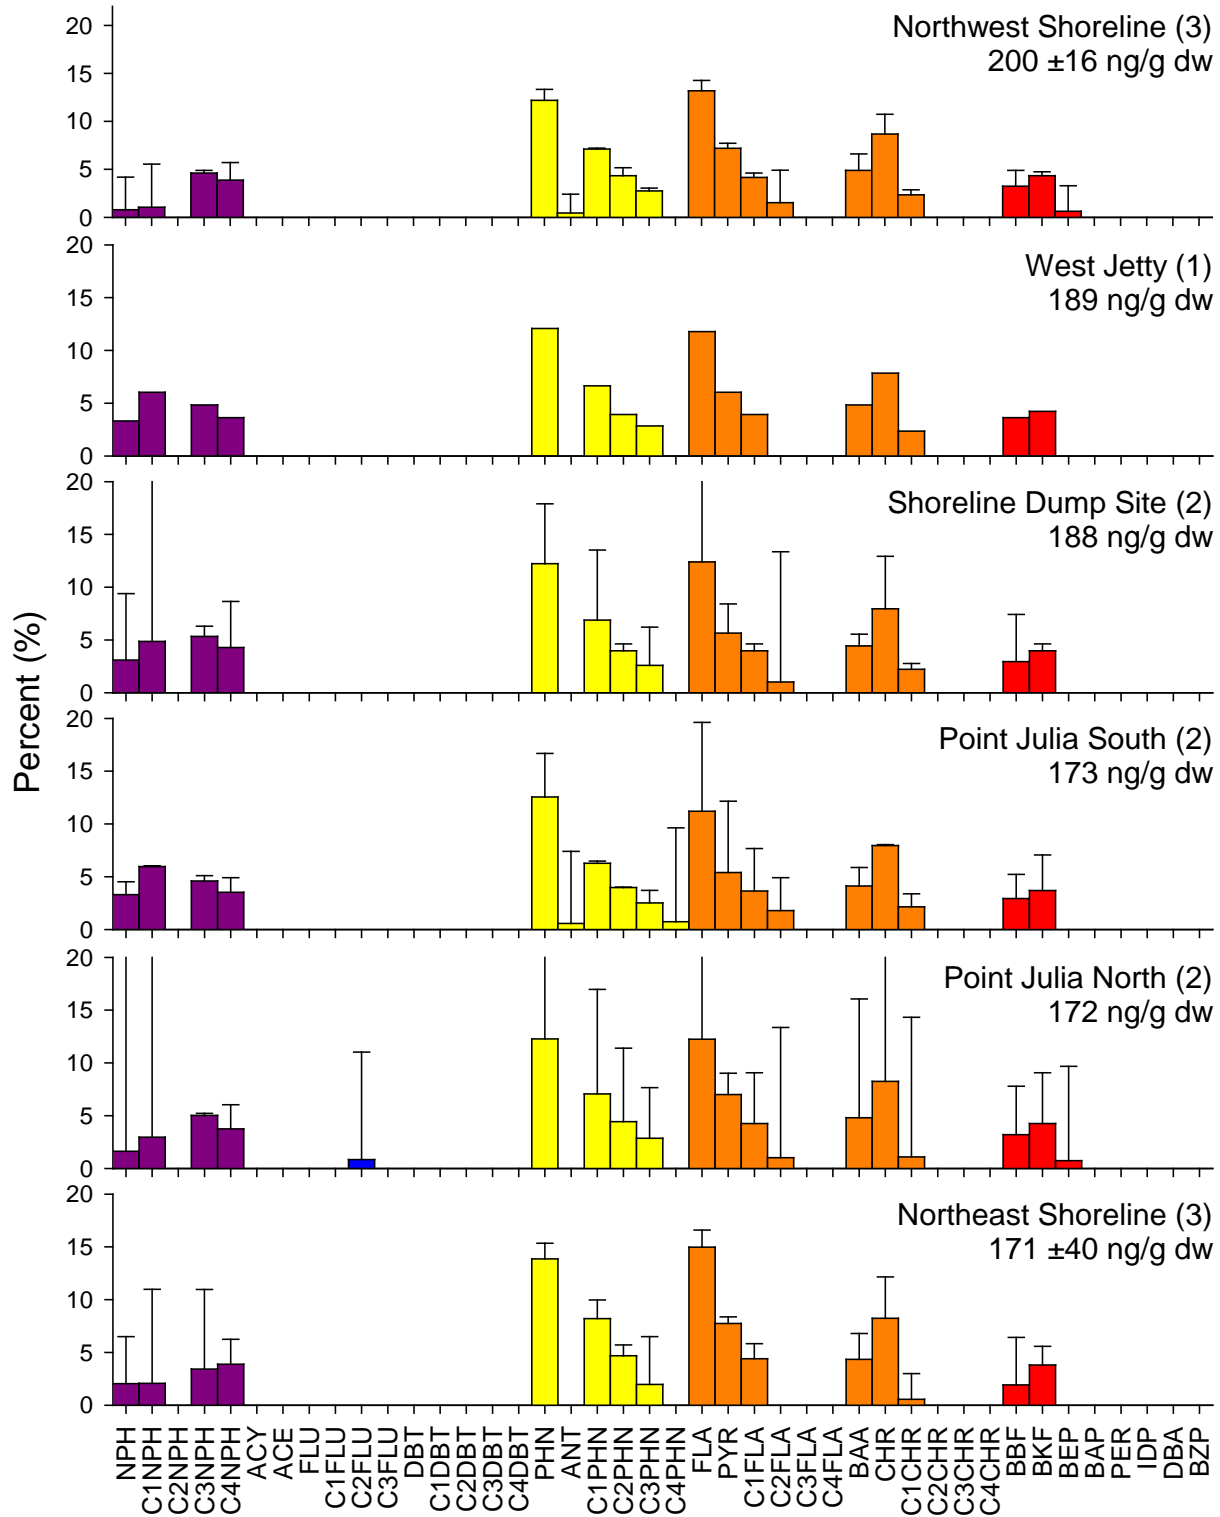 Percent (%)
20
15
10
5
0
Northwest Shoreline (3)
200 ±16 ng/g dw
20
15
10
5
0
West Jetty (1)
189 ng/g dw
20
15
10
5
0
Shoreline Dump Site (2)
188 ng/g dw
20
15
10
5
0
Point Julia South (2)
173 ng/g dw
20
15
10
5
0
Point Julia North (2)
172 ng/g dw
20
15
10
5
0
Northeast Shoreline (3)
171 ±40 ng/g dw
NPH
C1NPH
C2NPH
C3NPH
C4NPH
ACY
ACE
FLU
C1FLU
C2FLU
C3FLU
DBT
C1DBT
C2DBT
C3DBT
C4DBT
PHN
ANT
C1PHN
C2PHN
C3PHN
C4PHN
FLA
PYR
C1FLA
C2FLA
C3FLA
C4FLA
BAA
CHR
C1CHR
C2CHR
C3CHR
C4CHR
BBF
BKF
BEP
BAP
PER
IDP
DBA
BZP